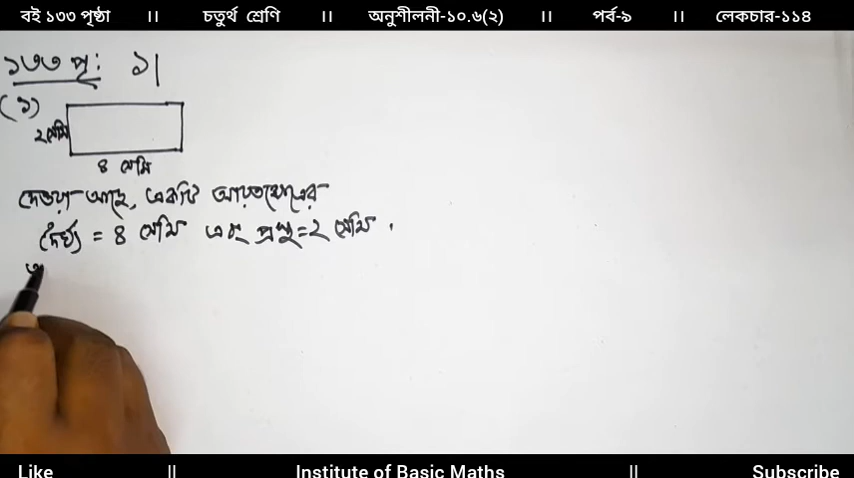 বই ১৩৩ পৃষ্ঠা ।। চতুর্থ শ্রেণি ।। অনুশীলনী-১০.৬(২) ।। পর্ব-৯ ।। লেকচার-১১৪
১৩৩ পৃ: ১|
(১)
২সেমি
৪ সেমি
দেওয়া আছে, একটি আয়তক্ষেত্রের
দৈর্ঘ্য = ৪ সেমি এবং প্রস্থ = ২ সেমি .
Like || Institute of Basic Maths || Subscribe